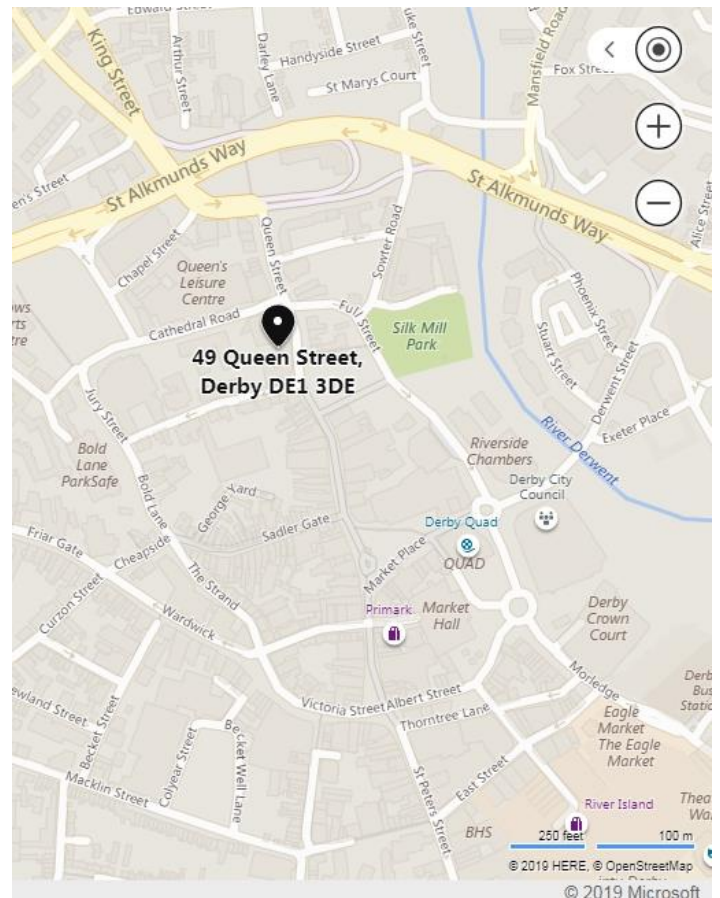 Edward Street
King Street
Arthur Street
Darley Lane
Handyside Street
St Marys Court
Mansfield Road
Fox Street
St Alkmunds Way
St Alkmunds Way
Alice Street
Chapel Street
Queen Street
Sowter Road
Queen's
Leisure
Centre
Cathedral Road
Full Street
Silk Mill
Park
Phoenix Street
Stuart Street
Derwent Street
49 Queen Street,
Derby DE1 3DE
Jury Street
Exeter Place
River Derwent
Bold
Lane
ParkSafe
Bold Lane
Riverside
Chambers
Derby City
Council
George Yard
Sadler Gate
Derby Quad
QUAD
Friar Gate
Cheapside
Market Place
Curzon Street
The Strand
Wardwick
Primark
Market
Hall
Derby
Crown
Court
Morledge
Victoria Street
Albert Street
Thorntree Lane
Becket Street
Colyear Street
Becket Well Lane
Macklin Street
St Peters Street
East Street
Eagle
Market
The Eagle
Market
River Island
BHS
250 feet
100 m
© 2019 HERE, © OpenStreetMap
© 2019 Microsoft